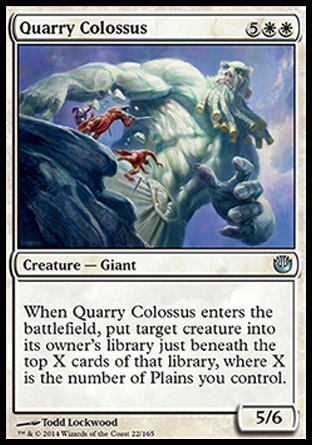 Quarry Colossus 5
Creature — Giant
When Quarry Colossus enters the
battlefield, put target creature into
its owner's library just beneath the
top X cards of that library, where X
is the number of Plains you control.
Todd Lockwood
™ & © 2014 Wizards of the Coast 22/165
5/6